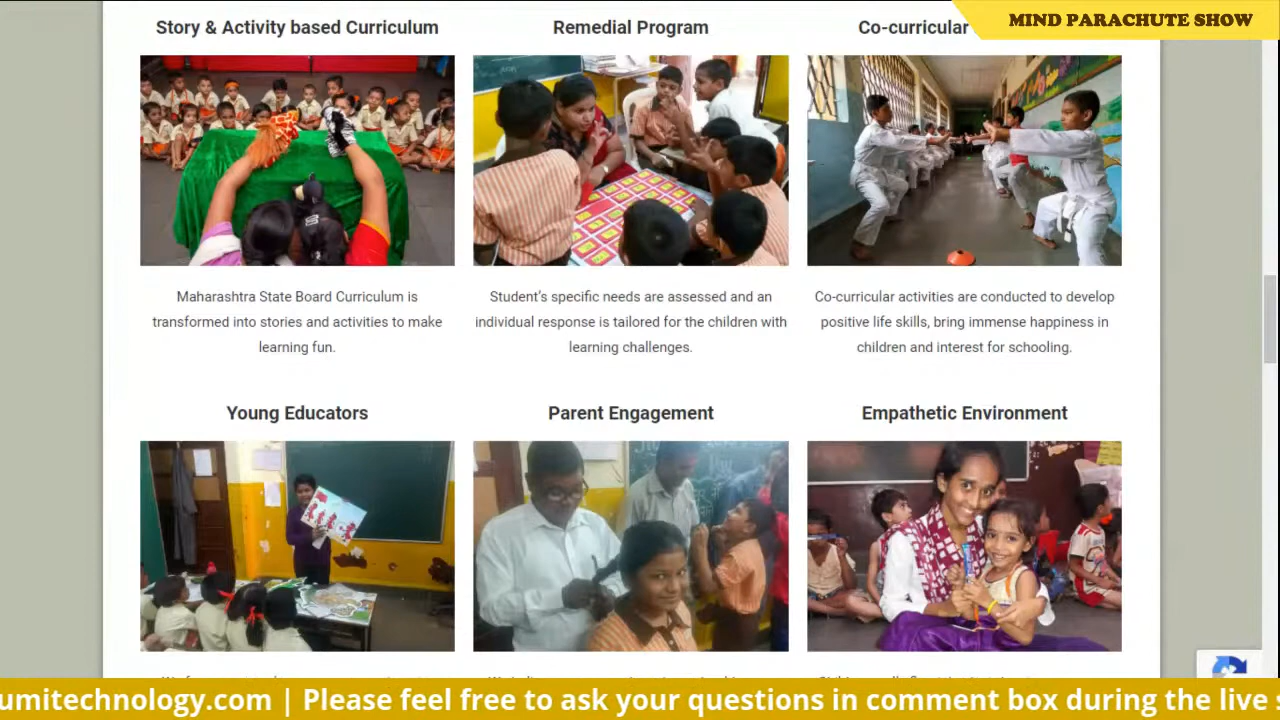 MIND PARACHUTE SHOW
Story & Activity based Curriculum
Remedial Program
Co-curricular
Maharashtra State Board Curriculum is
transformed into stories and activities to make
learning fun.
Student’s specific needs are assessed and an
individual response is tailored for the children with
learning challenges.
Co-curricular activities are conducted to develop
positive life skills, bring immense happiness in
children and interest for schooling.
Young Educators
Parent Engagement
Empathetic Environment
umitechnology.com | Please feel free to ask your questions in comment box during the live